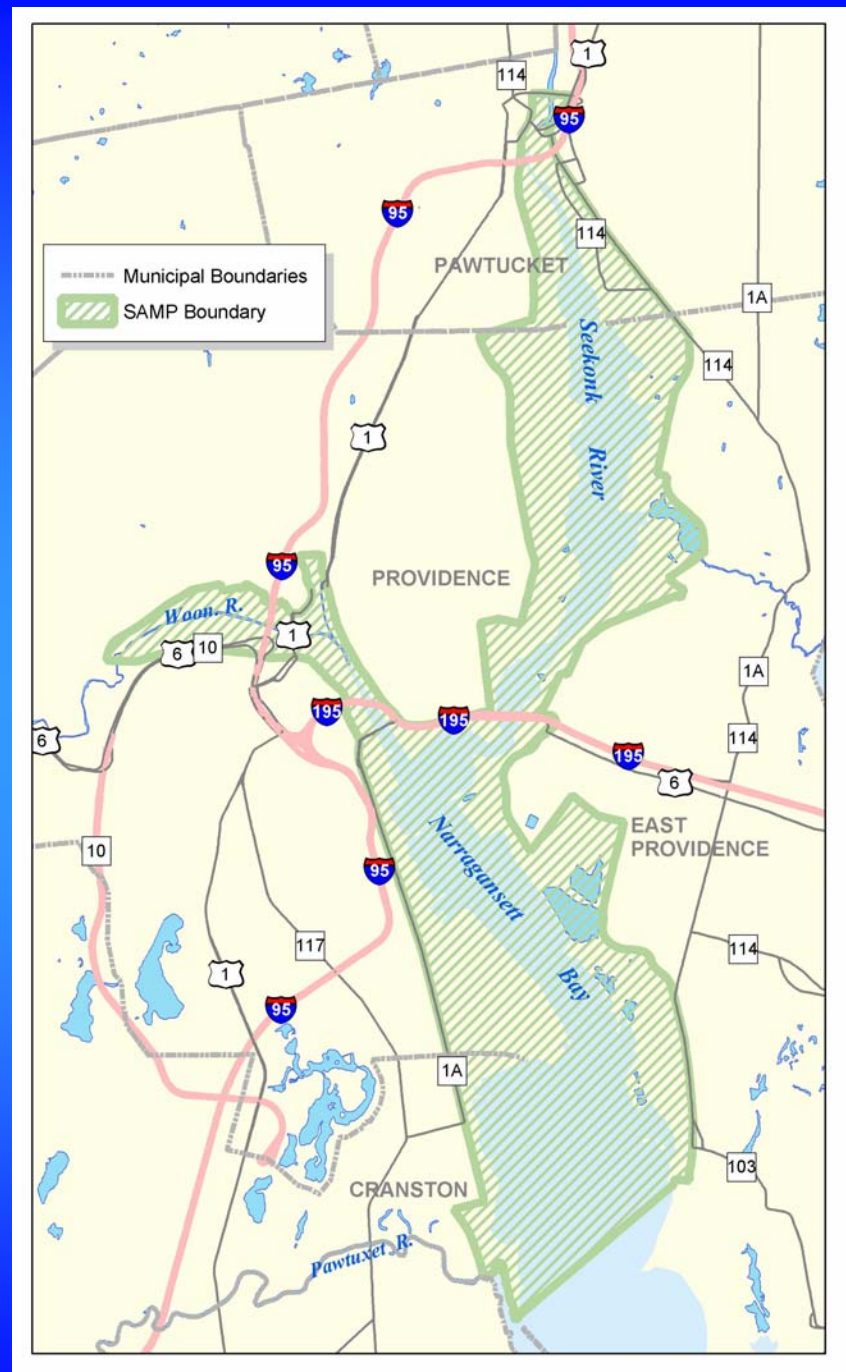 1
114
95
95
114
Municipal Boundaries
SAMP Boundary
PAWTUCKET
1A
Seekonk
River
114
1
95
PROVIDENCE
Woon. R.
1
6
10
1A
195
195
114
6
195
6
Narragansett
Bay
EAST
PROVIDENCE
10
95
117
114
1
95
1A
103
CRANSTON
Pawtuxet R.